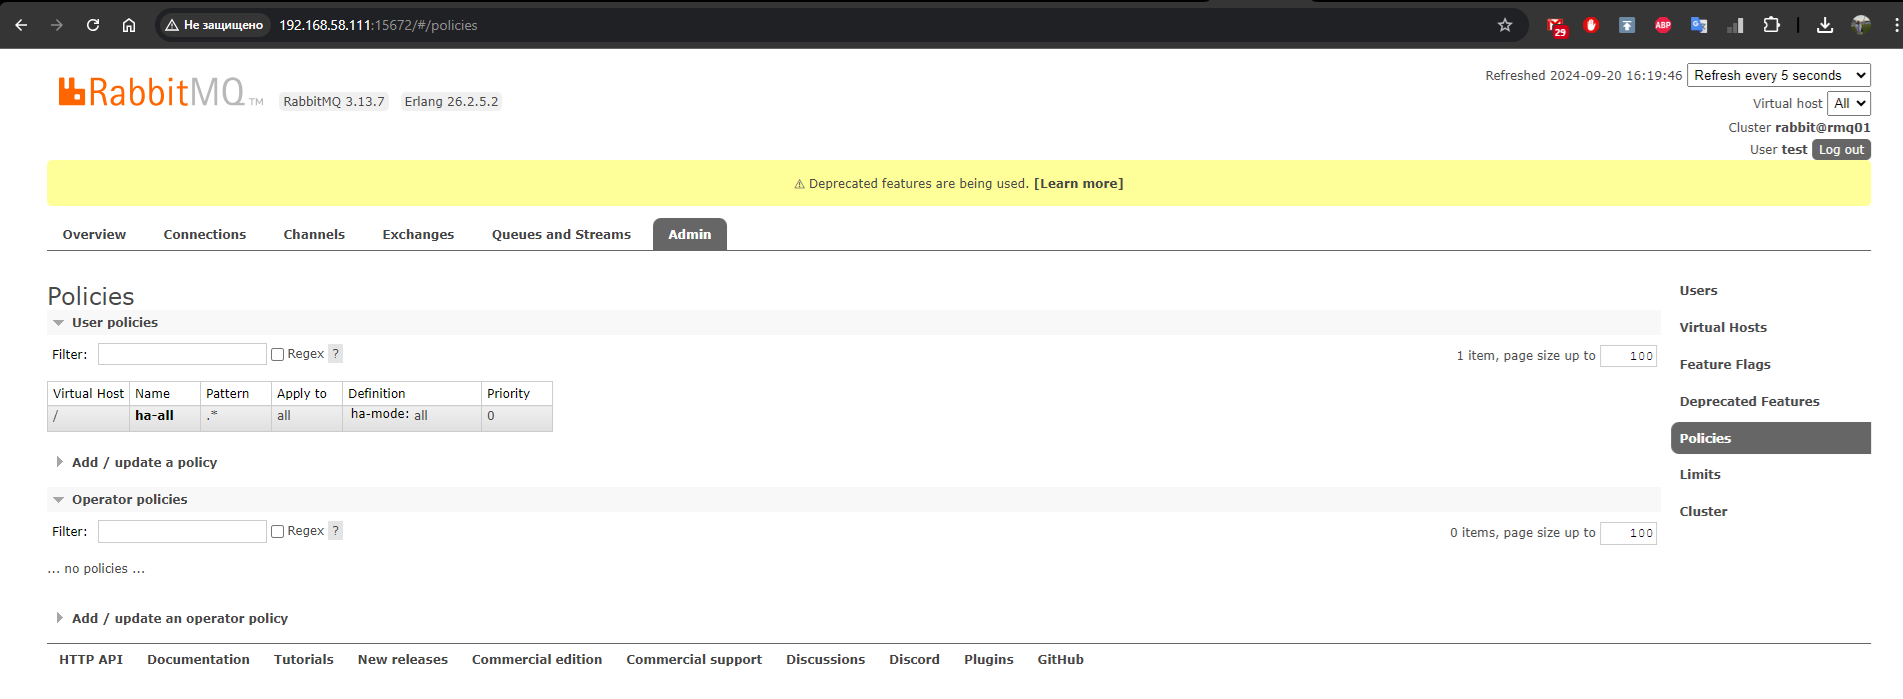 Не защищено 192.168.58.111:15672/#/policies
29
ABP
RabbitMQ TM RabbitMQ 3.13.7 Erlang 26.2.5.2
Refreshed 2024-09-20 16:19:46 Refresh every 5 seconds
Virtual host All
Cluster rabbit@rmq01
User test Log out
⚠ Deprecated features are being used. [Learn more]
Overview Connections Channels Exchanges Queues and Streams Admin
Policies
User policies
Filter: Regex ? 1 item, page size up to 100
Virtual Host Name Pattern Apply to Definition Priority
/ ha-all .* all ha-mode: all 0
Add / update a policy
Operator policies
Filter: Regex ? 0 items, page size up to 100
... no policies ...
Add / update an operator policy
Users
Virtual Hosts
Feature Flags
Deprecated Features
Policies
Limits
Cluster
HTTP API Documentation Tutorials New releases Commercial edition Commercial support Discussions Discord Plugins GitHub